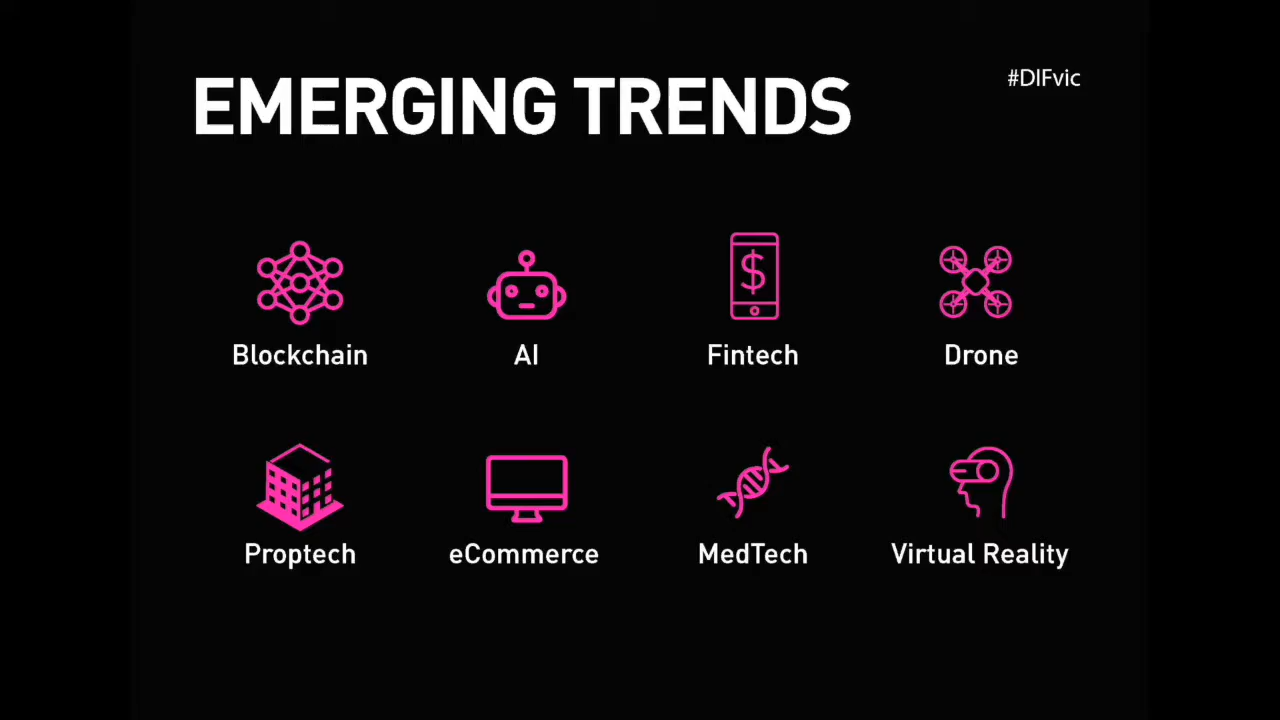 EMERGING TRENDS
#DIFvic
Blockchain
AI
Fintech
Drone
Proptech
eCommerce
MedTech
Virtual Reality